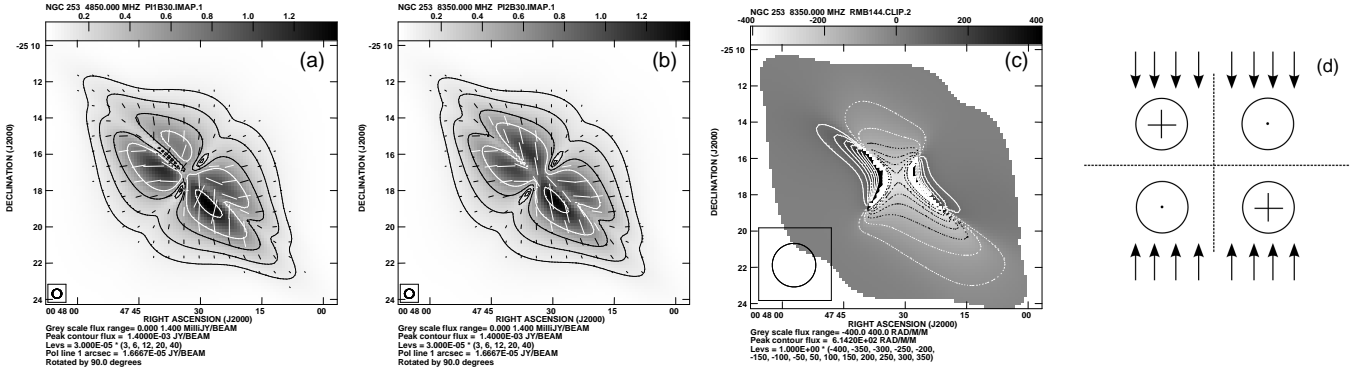 NGC 253 4850.000 MHZ PI1B30.IMAP.1
0.2 0.4 0.6 0.8 1.0 1.2
(a)
-25 10
12
14
16
18
20
22
24
DECLINATION (J2000)
00 48 00 47 45 30 15 00
RIGHT ASCENSION (J2000)
Grey scale flux range= 0.000 1.400 MilliJY/BEAM
Peak contour flux = 1.4000E-03 JY/BEAM
Levs = 3.000E-05 * (3, 6, 12, 20, 40)
Pol line 1 arcsec = 1.6667E-05 JY/BEAM
Rotated by 90.0 degrees
NGC 253 8350.000 MHZ PI2B30.IMAP.1
0.2 0.4 0.6 0.8 1.0 1.2
(b)
-25 10
12
14
16
18
20
22
24
DECLINATION (J2000)
00 48 00 47 45 30 15 00
RIGHT ASCENSION (J2000)
Grey scale flux range= 0.000 1.400 MilliJY/BEAM
Peak contour flux = 1.4000E-03 JY/BEAM
Levs = 3.000E-05 * (3, 6, 12, 20, 40)
Pol line 1 arcsec = 1.6667E-05 JY/BEAM
Rotated by 90.0 degrees
NGC 253 8350.000 MHZ RMB144.CLIP.2
-400 -200 0 200 400
(c)
-25 10
12
14
16
18
20
22
24
DECLINATION (J2000)
00 48 00 47 45 30 15 00
RIGHT ASCENSION (J2000)
Grey scale flux range= -400.0 400.0 RAD/M/M
Peak contour flux = 6.1420E+02 RAD/M/M
Levs = 1.000E+00 * (-400, -350, -300, -250, -200,
-150, -100, -50, 50, 100, 150, 200, 250, 300, 350)
(d)